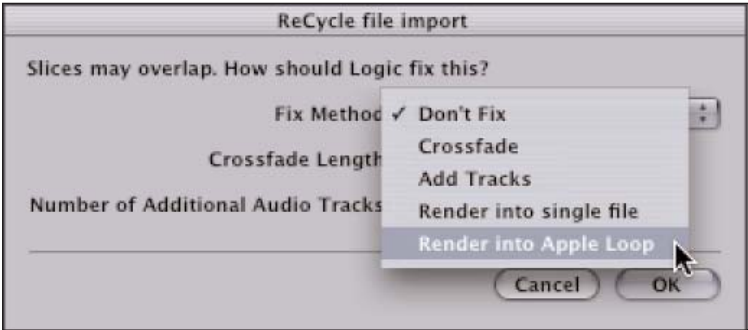 ReCycle file import
Slices may overlap. How should Logic fix this?
Fix Method ✓ Don't Fix
Crossfade
Crossfade Length
Add Tracks
Number of Additional Audio Tracks
Render into single file
Render into Apple Loop
Cancel OK